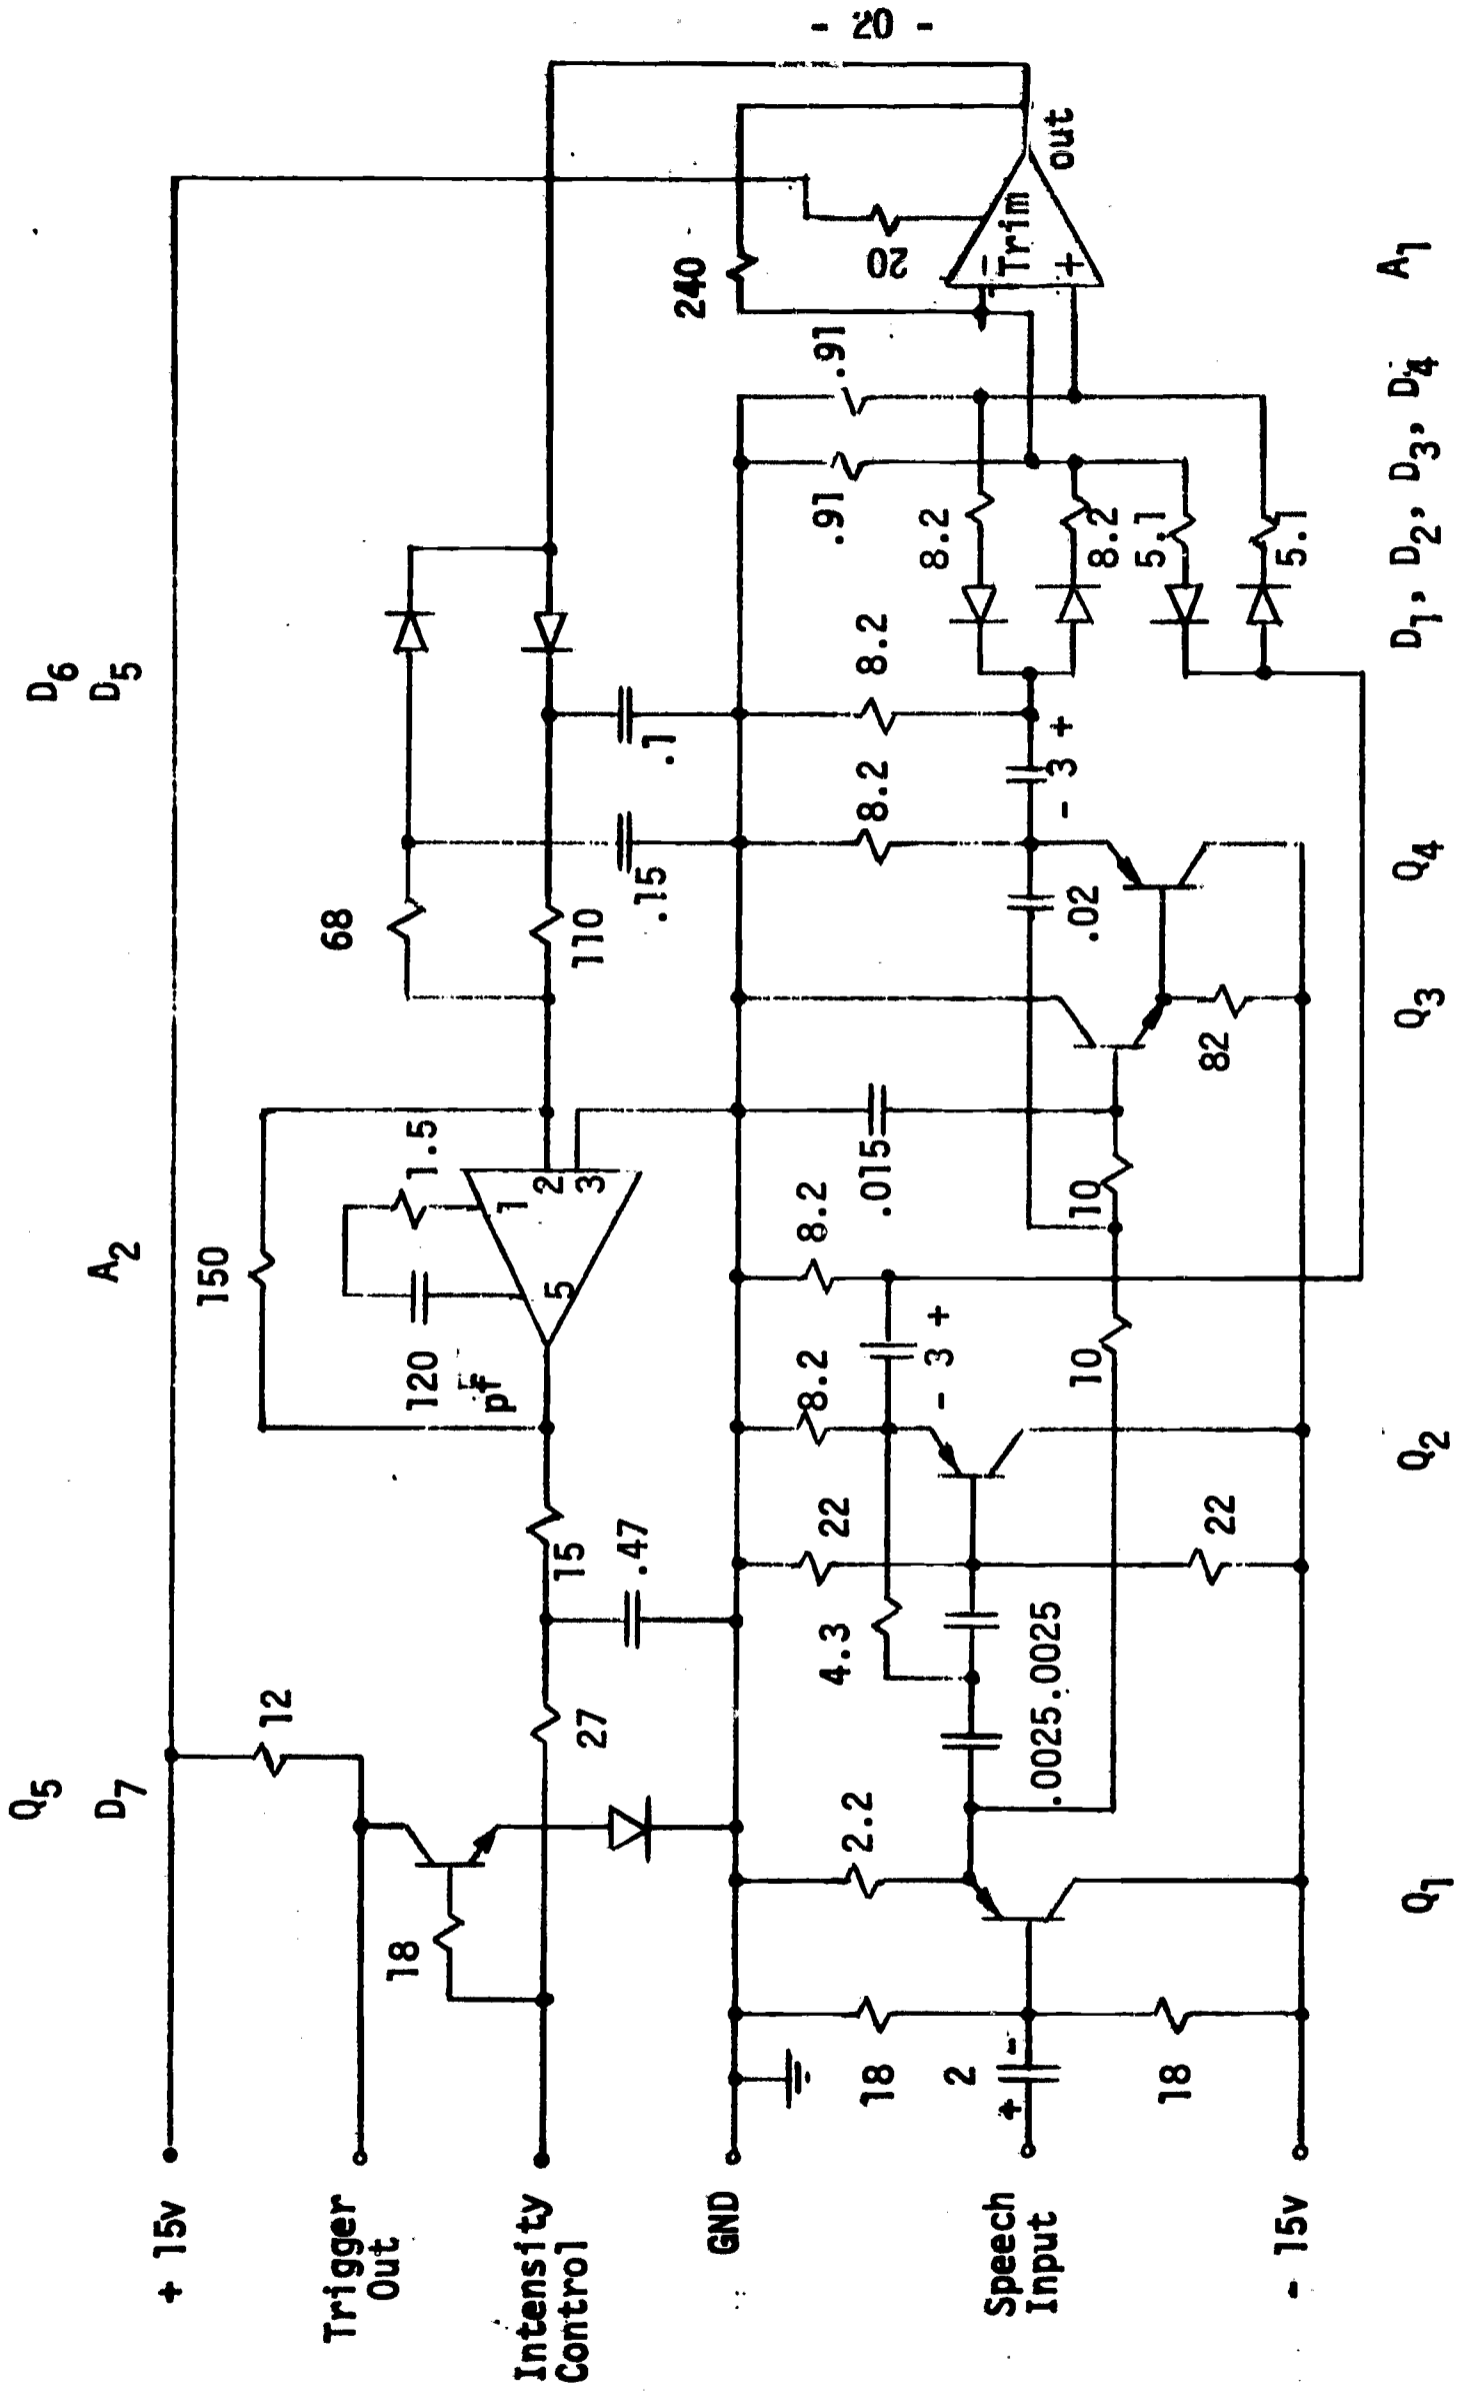 - 20 -
Q5
D7
A2
D6
D5
+ 15v
Trigger
Out
Intensity
Control
GND
Speech
Input
- 15v
12
18
27
15
.47
150
120
pf
1.5
1
2
3
5
68
110
.15
.1
240
20
- Trim
+
out
18
2
+ -
18
2.2
.0025 .0025
4.3
22
22
8.2
- 3 +
8.2
10
10
.015
82
.02
8.2
- 3 +
8.2
.91
.91
8.2
8.2
5.1
5.1
Q1
Q2
Q3
Q4
D1, D2, D3, D4
A1